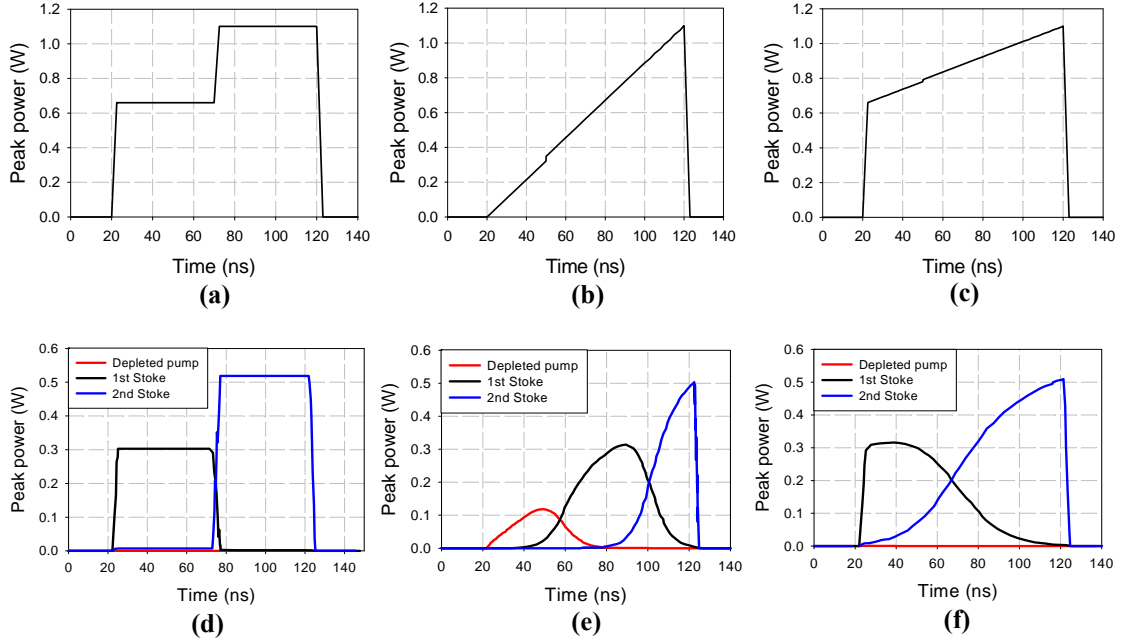 1.2
1.0
0.8
0.6
0.4
0.2
0.0
Peak power (W)
0 20 40 60 80 100 120 140
Time (ns)
(a)
1.2
1.0
0.8
0.6
0.4
0.2
0.0
Peak power (W)
0 20 40 60 80 100 120 140
Time (ns)
(b)
1.2
1.0
0.8
0.6
0.4
0.2
0.0
Peak power (W)
0 20 40 60 80 100 120 140
Time (ns)
(c)
0.6
0.5
0.4
0.3
0.2
0.1
0.0
Peak power (W)
Depleted pump
1st Stoke
2nd Stoke
0 20 40 60 80 100 120 140
Time (ns)
(d)
0.6
0.5
0.4
0.3
0.2
0.1
0.0
Peak power (W)
Depleted pump
1st Stoke
2nd Stoke
0 20 40 60 80 100 120 140
Time (ns)
(e)
0.6
0.5
0.4
0.3
0.2
0.1
0.0
Peak power (W)
Depleted pump
1st Stoke
2nd Stoke
0 20 40 60 80 100 120 140
Time (ns)
(f)